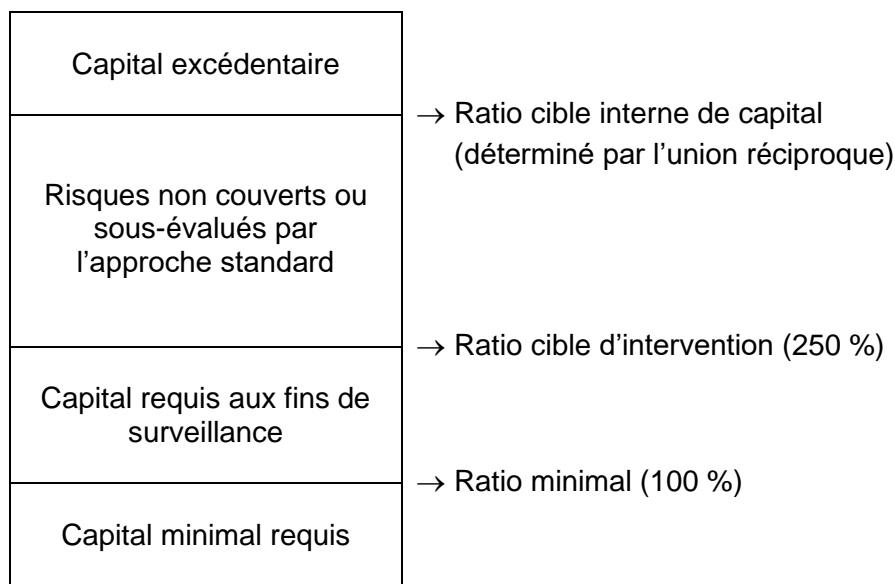 Capital excédentaire
→ Ratio cible interne de capital
(déterminé par l’union réciproque)
Risques non couverts ou
sous-évalués par
l’approche standard
→ Ratio cible d’intervention (250 %)
Capital requis aux fins de
surveillance
→ Ratio minimal (100 %)
Capital minimal requis